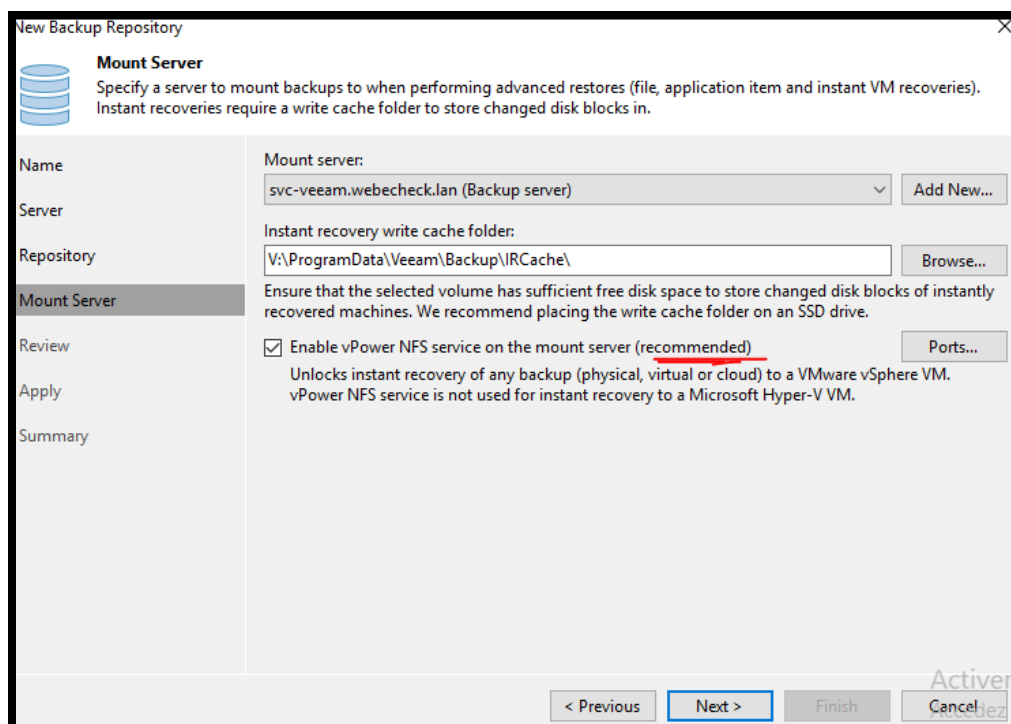 New Backup Repository
Mount Server
Specify a server to mount backups to when performing advanced restores (file, application item and instant VM recoveries).
Instant recoveries require a write cache folder to store changed disk blocks in.
Name
Server
Repository
Mount Server
Review
Apply
Summary
Mount server:
svc-veeam.webecheck.lan (Backup server)
Add New...
Instant recovery write cache folder:
V:\ProgramData\Veeam\Backup\IRCache\
Browse...
Ensure that the selected volume has sufficient free disk space to store changed disk blocks of instantly
recovered machines. We recommend placing the write cache folder on an SSD drive.
Enable vPower NFS service on the mount server (recommended)
Ports...
Unlocks instant recovery of any backup (physical, virtual or cloud) to a VMware vSphere VM.
vPower NFS service is not used for instant recovery to a Microsoft Hyper-V VM.
Activer
< Previous
Next >
Finish
Cancel
Accédez